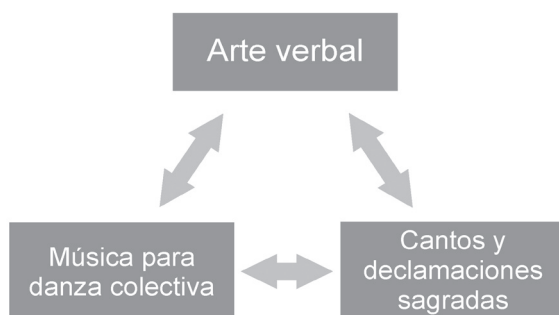 Arte verbal
Música para
danza colectiva
Cantos y
declamaciones
sagradas